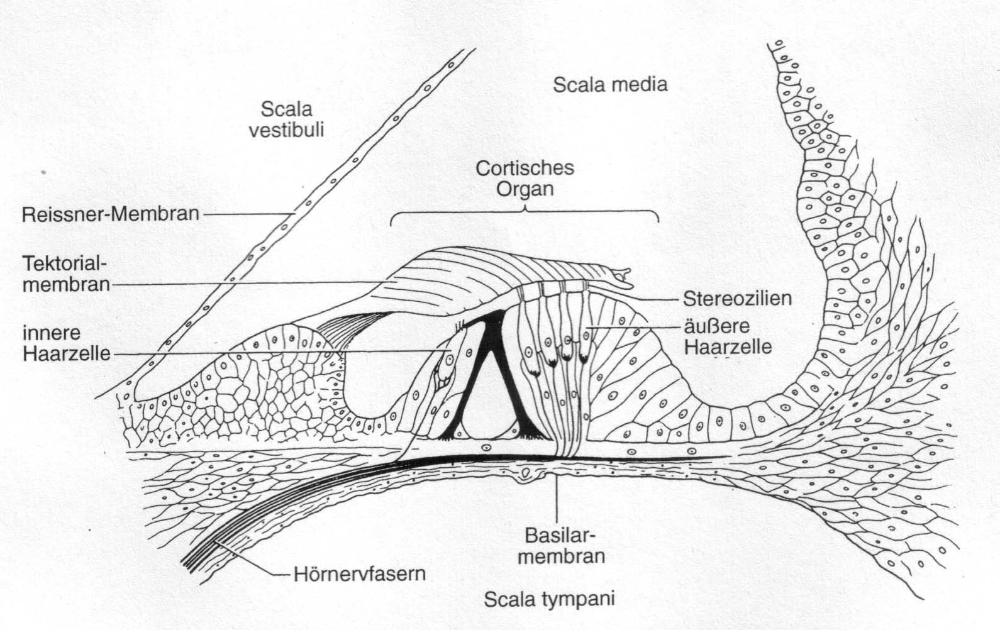 Scala media
Scala
vestibuli
Cortisches
Organ
Reissner-Membran
Tektorial-
membran
Stereozilien
innere
Haarzelle
äußere
Haarzelle
Basilar-
membran
Hörnervfasern
Scala tympani